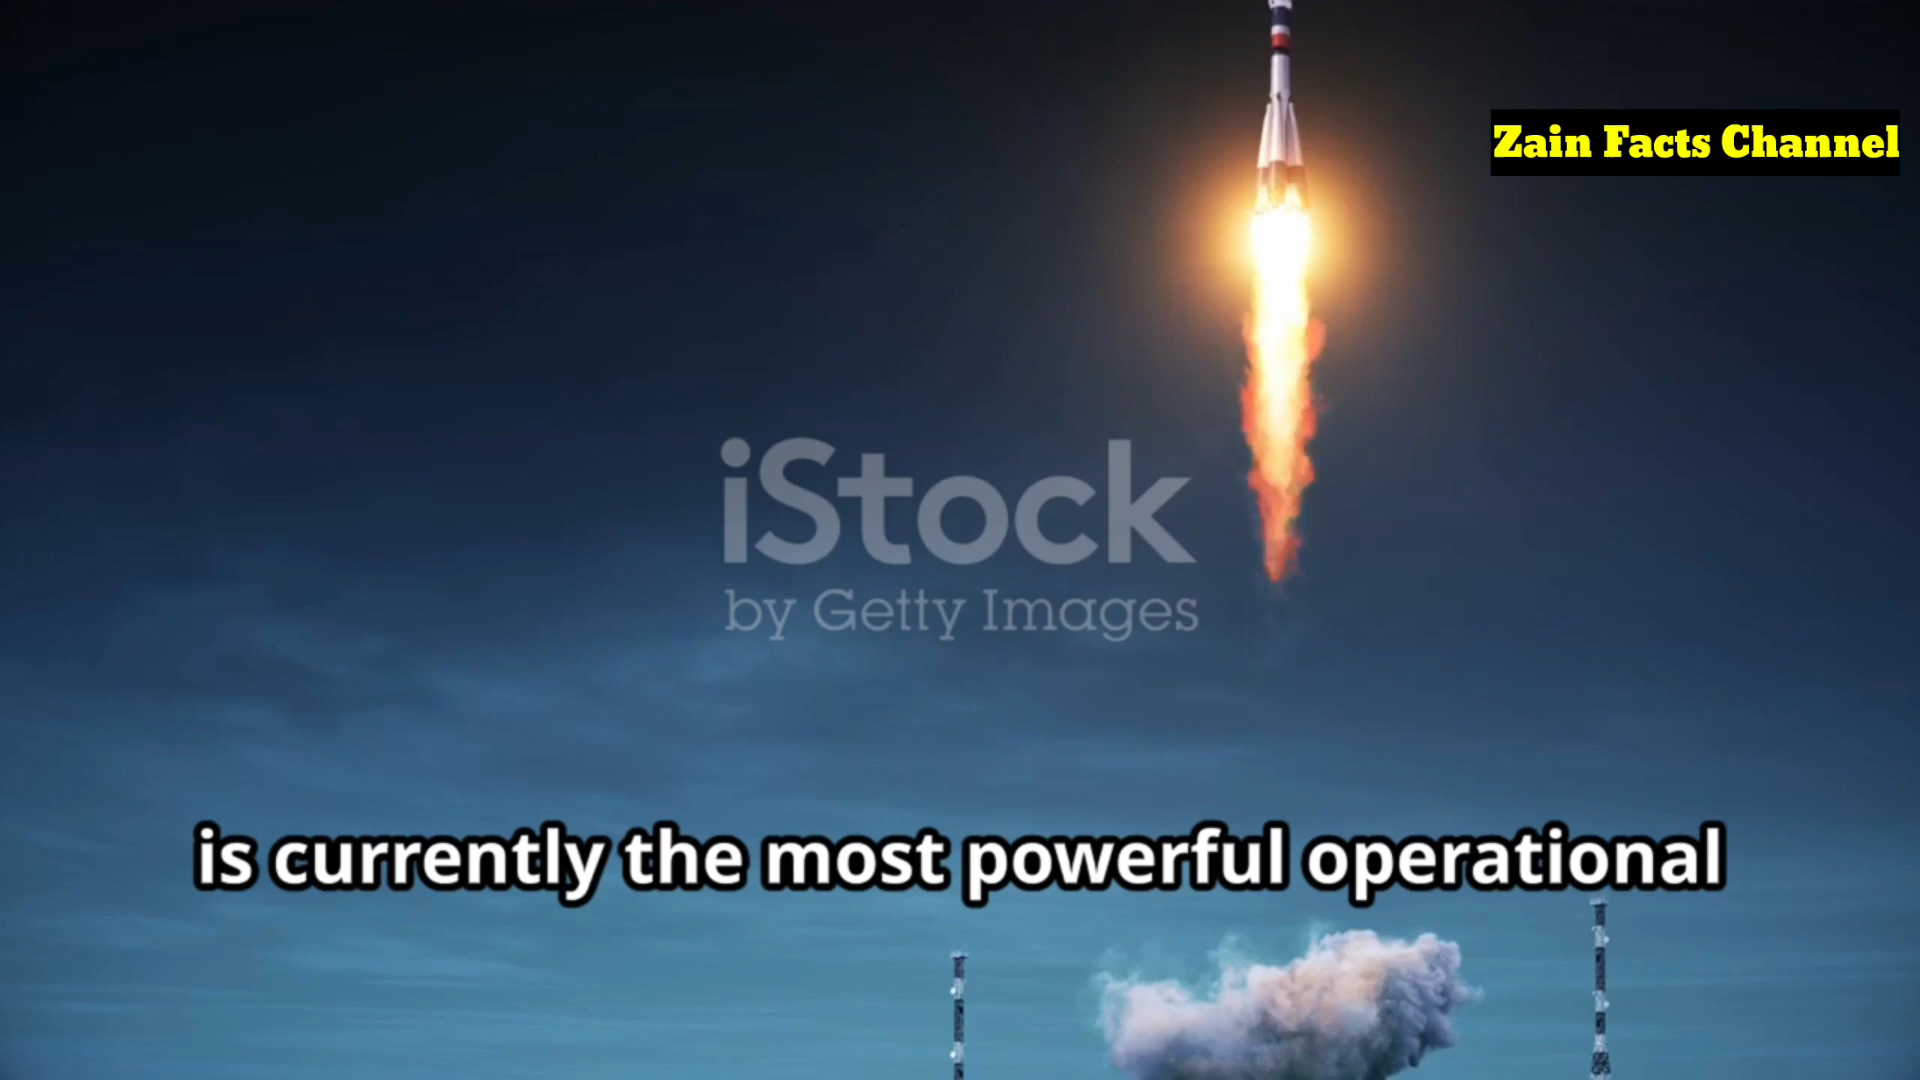 Zain Facts Channel
iStock
by Getty Images
is currently the most powerful operational